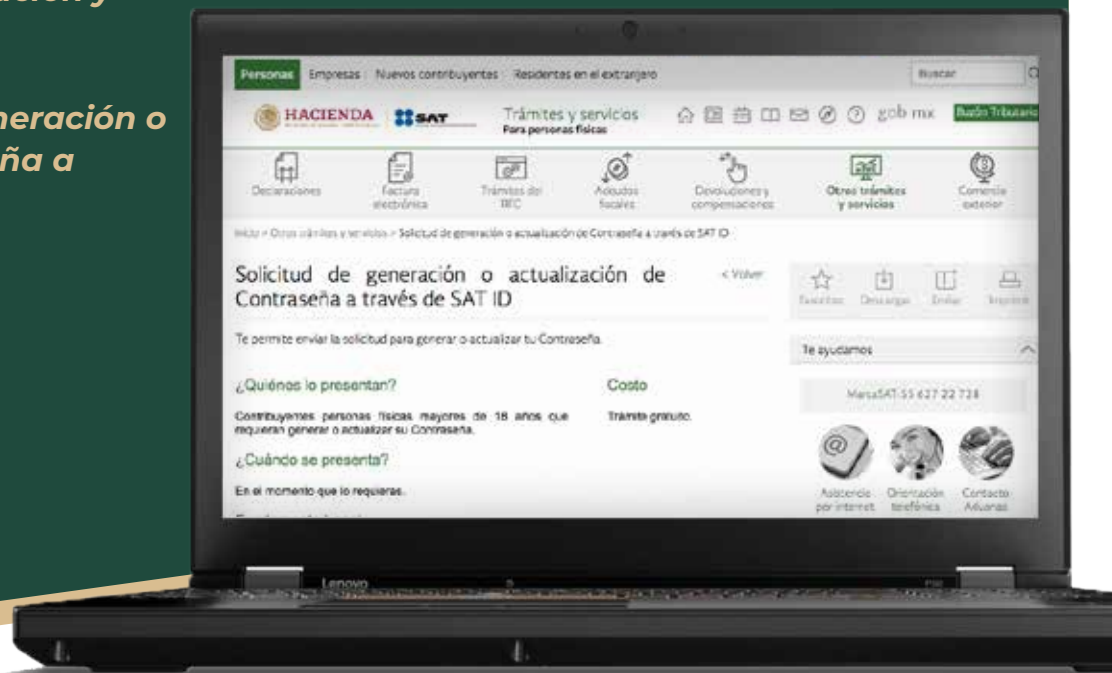 ación y
neración o
ña a
Personas Empresas Nuevos contribuyentes Residentes en el extranjero
Buscar
HACIENDA SAT
Trámites y servicios
Para personas físicas
gob mx
Buzón Tributario
Declaraciones
Factura
electrónica
Trámites del
RFC
Adeudos
fiscales
Devoluciones y
compensaciones
Otros trámites
y servicios
Comercio
exterior
Inicio > Otros trámites y servicios > Solicitud de generación o actualización de Contraseña a través de SAT ID
Solicitud de generación o actualización de
Contraseña a través de SAT ID
< Volver
Favoritos Descargar Enviar Imprimir
Te permite enviar la solicitud para generar o actualizar tu Contraseña.
Te ayudamos
¿Quiénes lo presentan?
Costo
MarcaSAT: 55 627 22 728
Contribuyentes personas físicas mayores de 18 años que
requieran generar o actualizar su Contraseña.
Trámite gratuito.
¿Cuándo se presenta?
En el momento que lo requieras.
Asistencia
por internet
Orientación
telefónica
Contacto
Aduanas
Lenovo